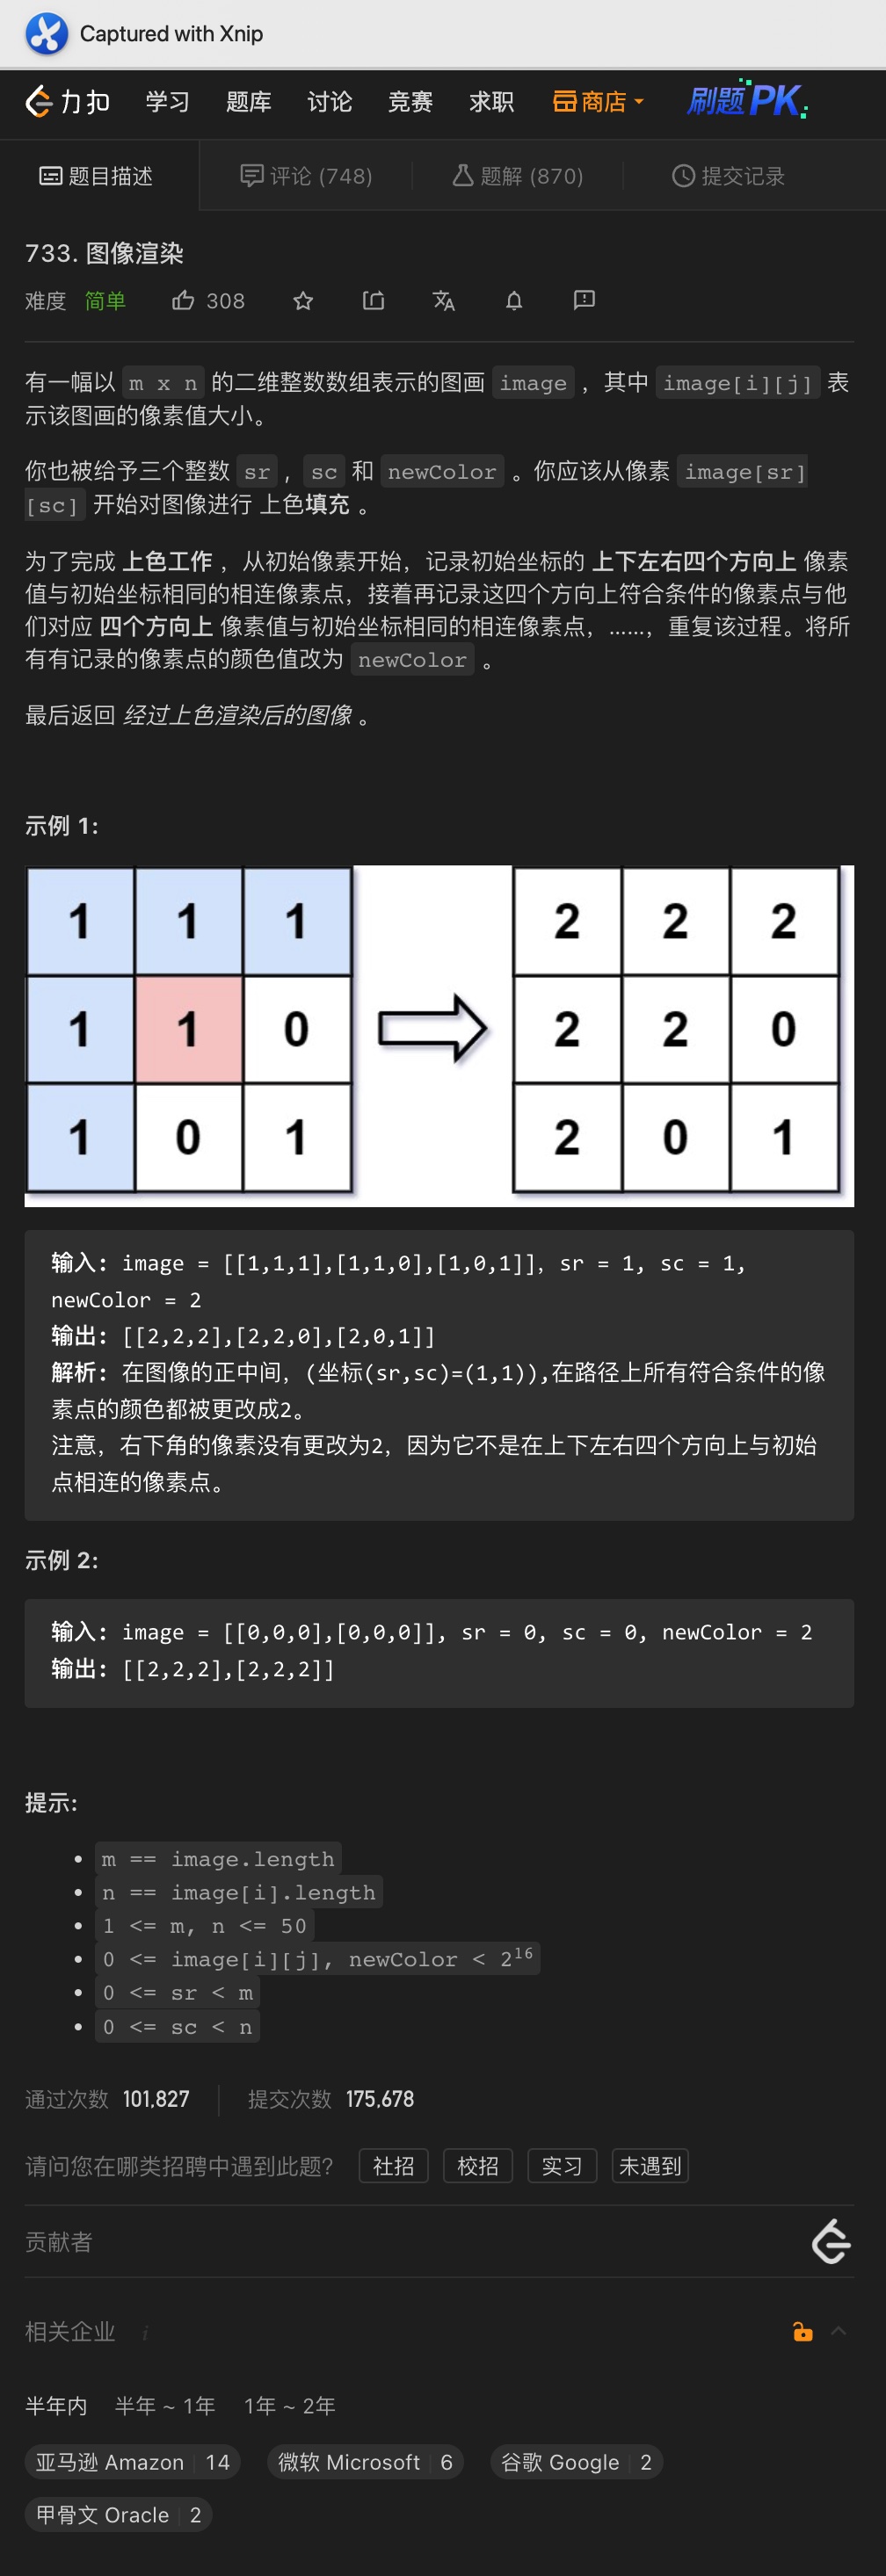 Captured with Xnip
力扣 学习 题库 讨论 竞赛 求职 商店 刷题PK
题目描述 评论 (748) 题解 (870) 提交记录
733. 图像渲染
难度 简单 308
有一幅以 m x n 的二维整数数组表示的图画 image ，其中 image[i][j] 表
示该图画的像素值大小。
你也被给予三个整数 sr , sc 和 newColor 。你应该从像素 image[sr]
[sc] 开始对图像进行 上色填充 。
为了完成 上色工作 ，从初始像素开始，记录初始坐标的 上下左右四个方向上 像素
值与初始坐标相同的相连像素点，接着再记录这四个方向上符合条件的像素点与他
们对应 四个方向上 像素值与初始坐标相同的相连像素点，……，重复该过程。将所
有有记录的像素点的颜色值改为 newColor 。
最后返回 经过上色渲染后的图像 。
示例 1:
1 1 1 2 2 2
1 1 0 2 2 0
1 0 1 2 0 1
输入: image = [[1,1,1],[1,1,0],[1,0,1]], sr = 1, sc = 1,
newColor = 2
输出: [[2,2,2],[2,2,0],[2,0,1]]
解析: 在图像的正中间，(坐标(sr,sc)=(1,1)),在路径上所有符合条件的像
素点的颜色都被更改成2。
注意，右下角的像素没有更改为2，因为它不是在上下左右四个方向上与初始
点相连的像素点。
示例 2:
输入: image = [[0,0,0],[0,0,0]], sr = 0, sc = 0, newColor = 2
输出: [[2,2,2],[2,2,2]]
提示:
• m == image.length
• n == image[i].length
• 1 <= m, n <= 50
• 0 <= image[i][j], newColor < 2¹⁶
• 0 <= sr < m
• 0 <= sc < n
通过次数 101,827 提交次数 175,678
请问您在哪类招聘中遇到此题? 社招 校招 实习 未遇到
贡献者
相关企业 i
半年内 半年 ~ 1年 1年 ~ 2年
亚马逊 Amazon 14 微软 Microsoft 6 谷歌 Google 2
甲骨文 Oracle 2